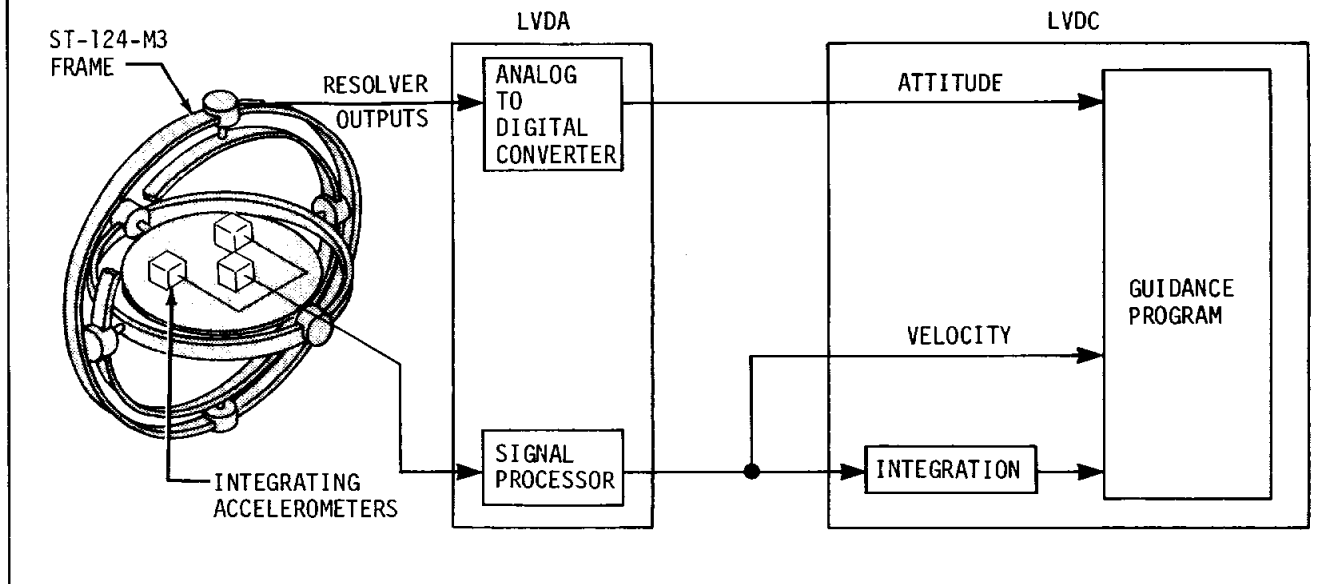 LVDA
LVDC
ST-124-M3
FRAME
RESOLVER
OUTPUTS
ANALOG
TO
DIGITAL
CONVERTER
ATTITUDE
GUIDANCE
PROGRAM
VELOCITY
SIGNAL
PROCESSOR
INTEGRATION
INTEGRATING
ACCELEROMETERS